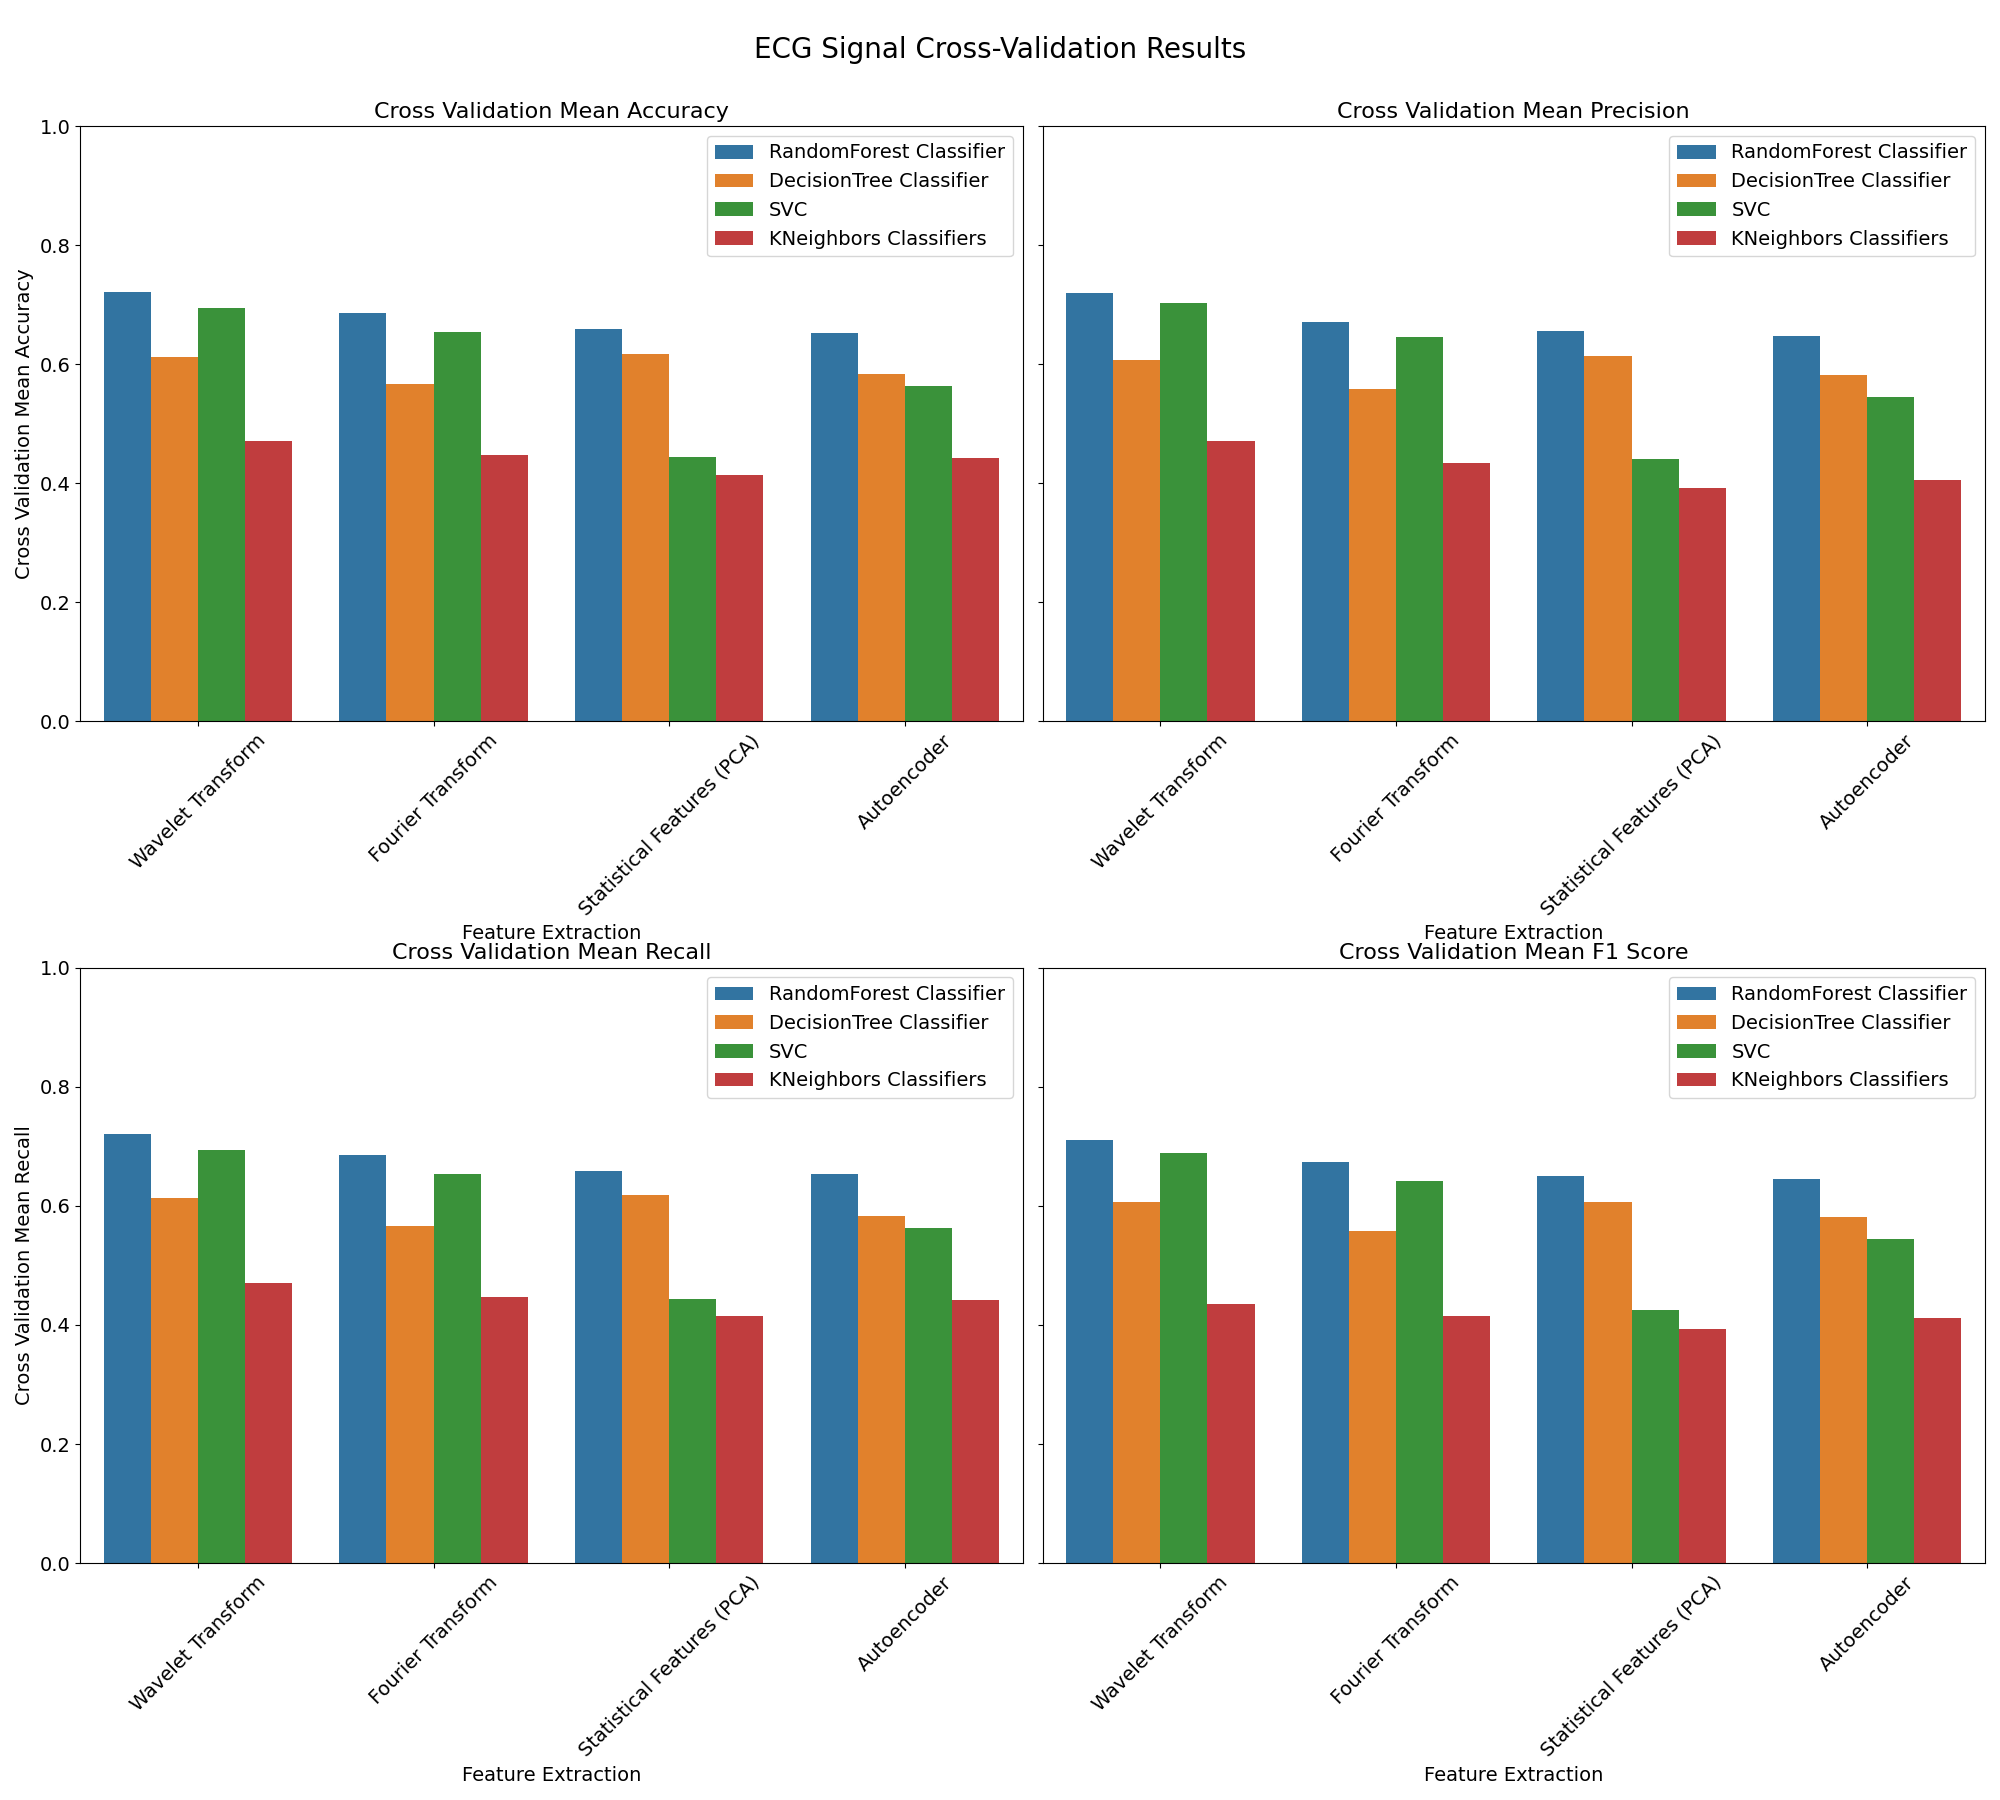 ECG Signal Cross-Validation Results
Cross Validation Mean Accuracy
Cross Validation Mean Accuracy
1.0
0.8
0.6
0.4
0.2
0.0
RandomForest Classifier
DecisionTree Classifier
SVC
KNeighbors Classifiers
Wavelet Transform
Fourier Transform
Statistical Features (PCA)
Autoencoder
Feature Extraction
Cross Validation Mean Precision
RandomForest Classifier
DecisionTree Classifier
SVC
KNeighbors Classifiers
Wavelet Transform
Fourier Transform
Statistical Features (PCA)
Autoencoder
Feature Extraction
Cross Validation Mean Recall
Cross Validation Mean Recall
1.0
0.8
0.6
0.4
0.2
0.0
RandomForest Classifier
DecisionTree Classifier
SVC
KNeighbors Classifiers
Wavelet Transform
Fourier Transform
Statistical Features (PCA)
Autoencoder
Feature Extraction
Cross Validation Mean F1 Score
RandomForest Classifier
DecisionTree Classifier
SVC
KNeighbors Classifiers
Wavelet Transform
Fourier Transform
Statistical Features (PCA)
Autoencoder
Feature Extraction